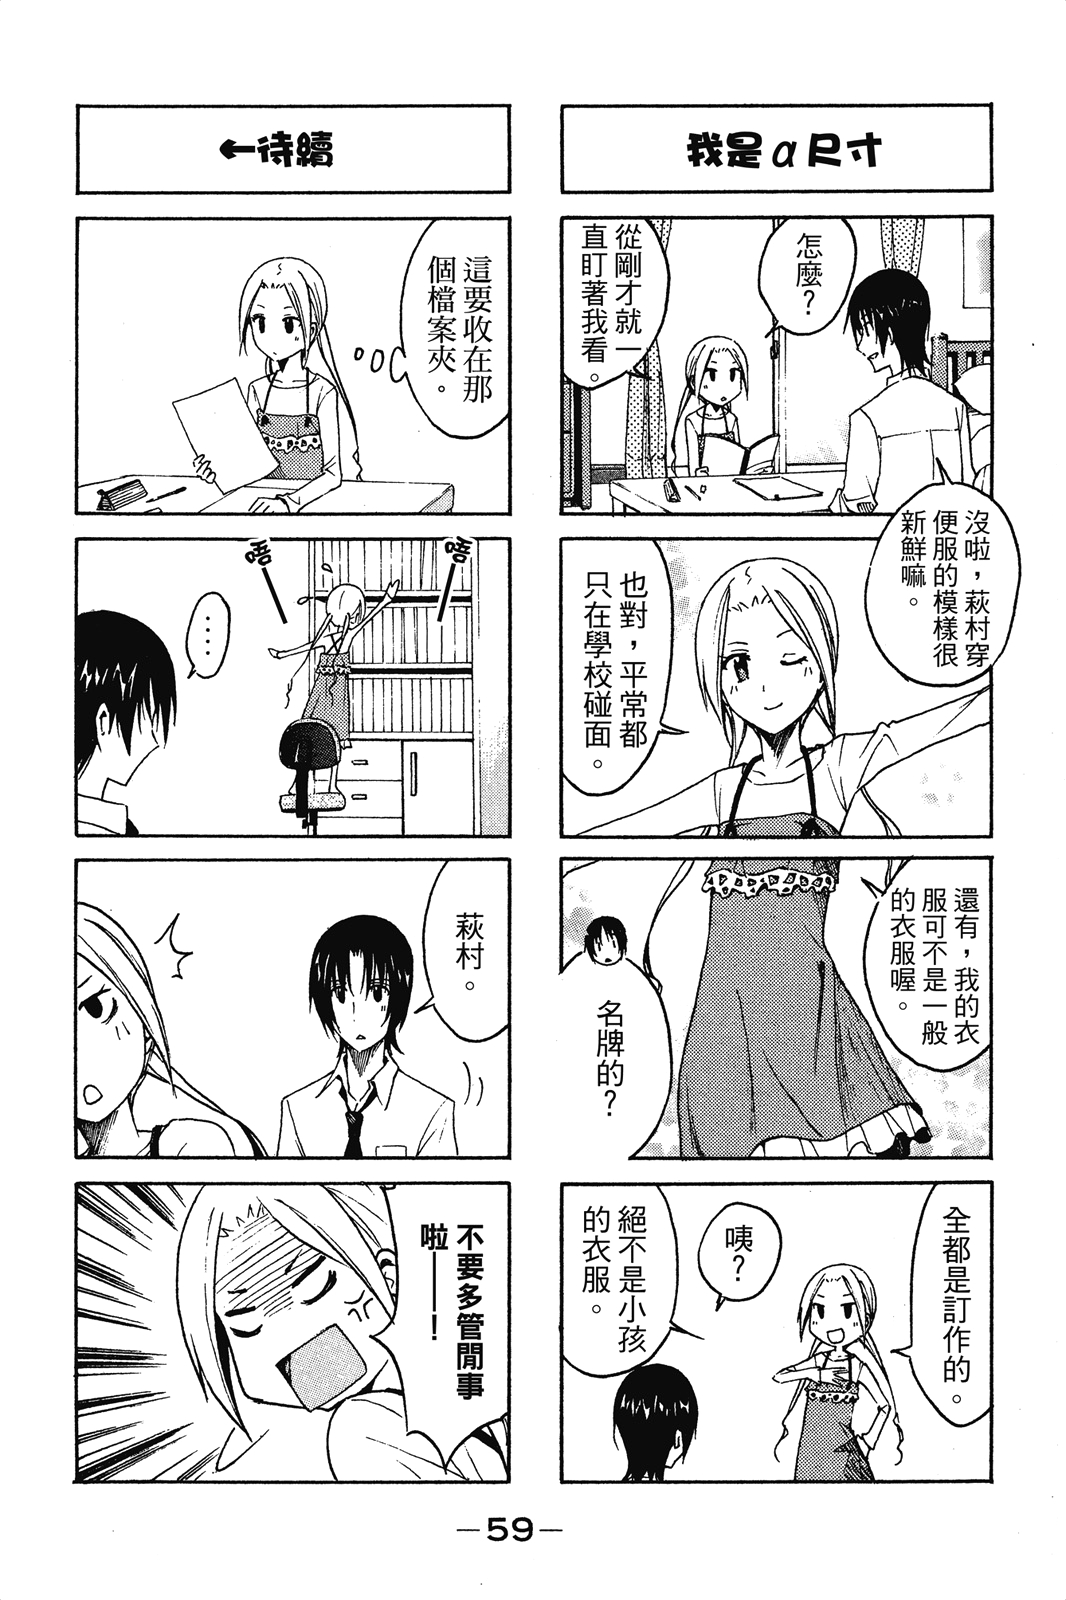 我是α尺寸
怎麼？
從剛才就一
直盯著我看。
沒啦，萩村穿
便服的模樣很
新鮮嘛。
也對，平常都
只在學校碰面。
還有，我的衣
服可不是一般
的衣服喔。
名牌的？
全都是訂作的。
咦？
絕不是小孩
的衣服。
←待續
這要收在那
個檔案夾。
唔—
唔—
‥‥
萩村。
不要多管閒事
啦——！
—59—